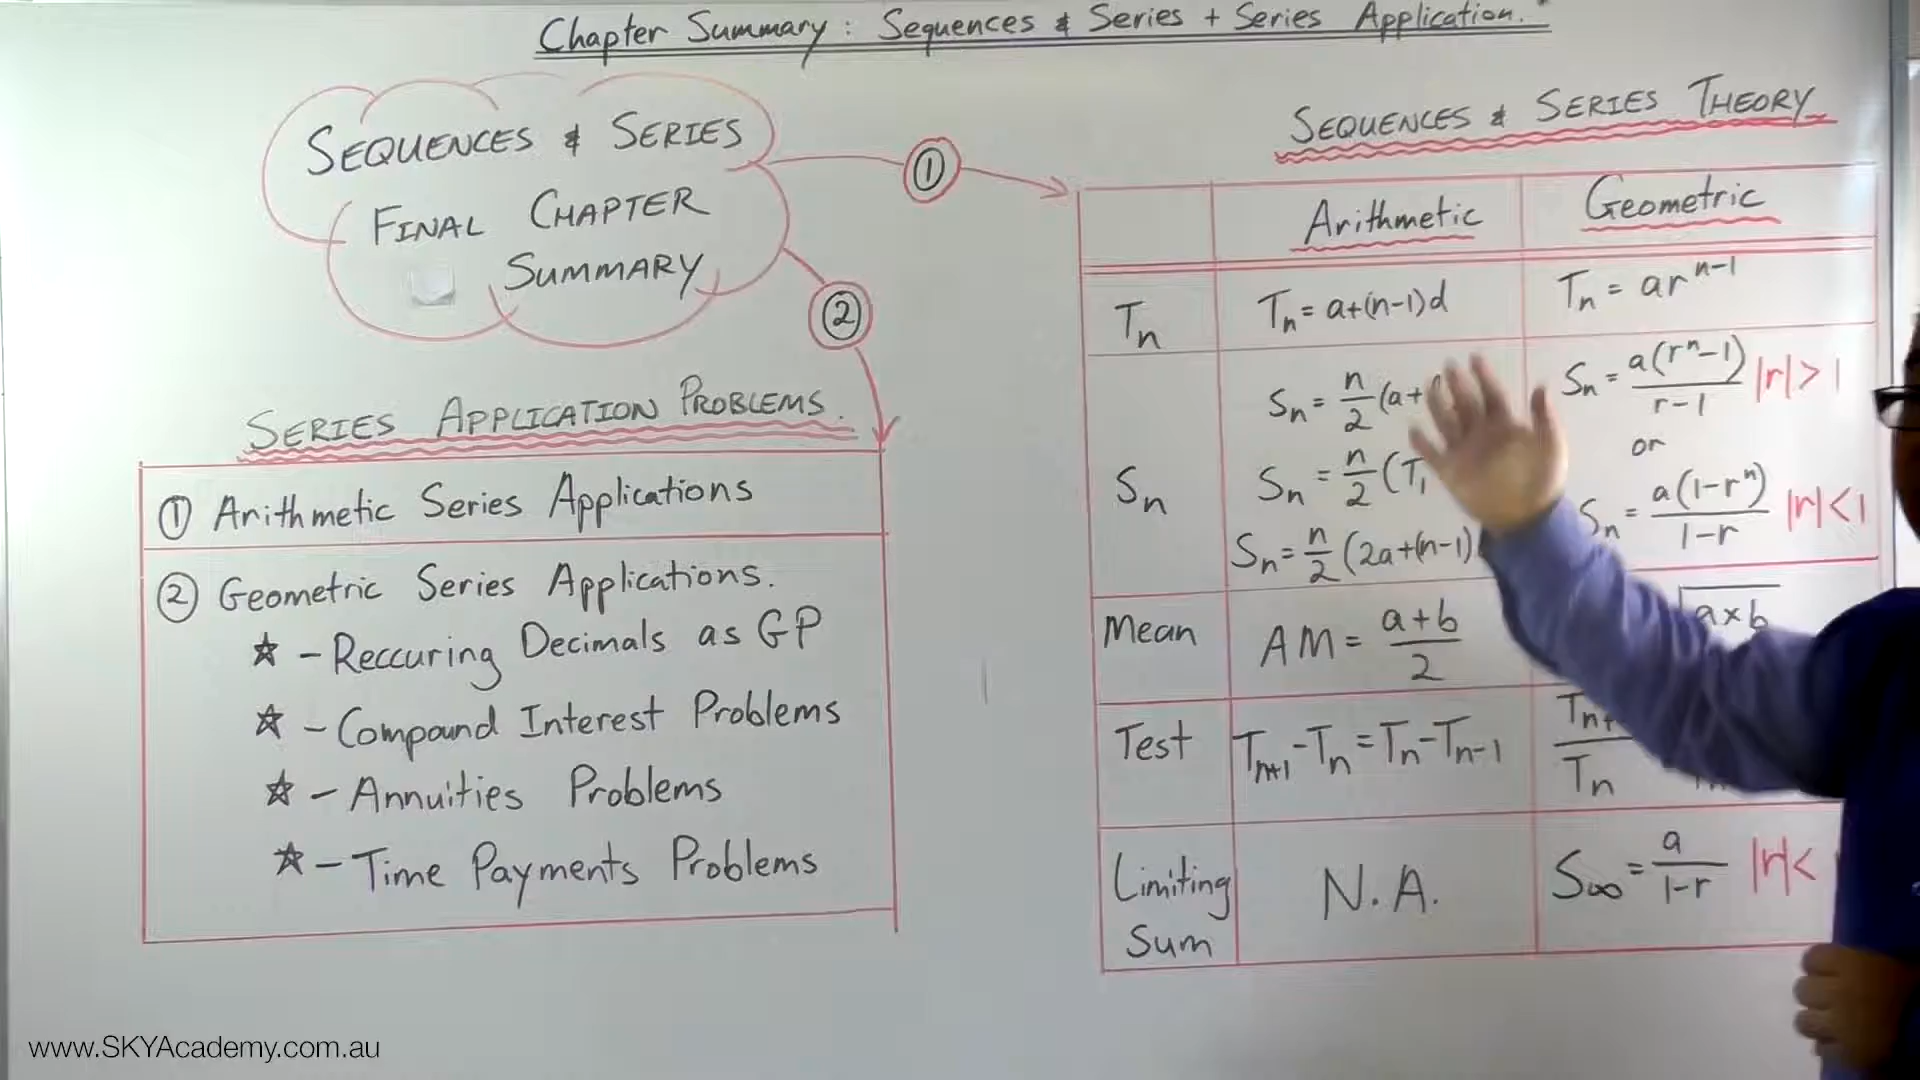 Chapter Summary : Sequences & Series + Series Application.
SEQUENCES & SERIES
FINAL CHAPTER
SUMMARY
①
②
SERIES APPLICATION PROBLEMS.
① Arithmetic Series Applications
② Geometric Series Applications.
☆ - Reccuring Decimals as GP
☆ - Compound Interest Problems
☆ - Annuities Problems
☆ - Time Payments Problems
SEQUENCES & SERIES THEORY
Arithmetic Geometric
Tn Tn = a+(n-1)d Tn = ar^(n-1)
Sn Sn = n/2 (a+ Sn = a(r^n-1)/(r-1) |r|>1
Sn = n/2 (T1 or
Sn = n/2 (2a+(n-1) Sn = a(1-r^n)/(1-r) |r|<1
Mean AM = (a+b)/2 √(a×b)
Test Tn+1 - Tn = Tn - Tn-1 Tn+ / Tn
Limiting Sum N.A. S∞ = a/(1-r) |r|<
www.SKYAcademy.com.au